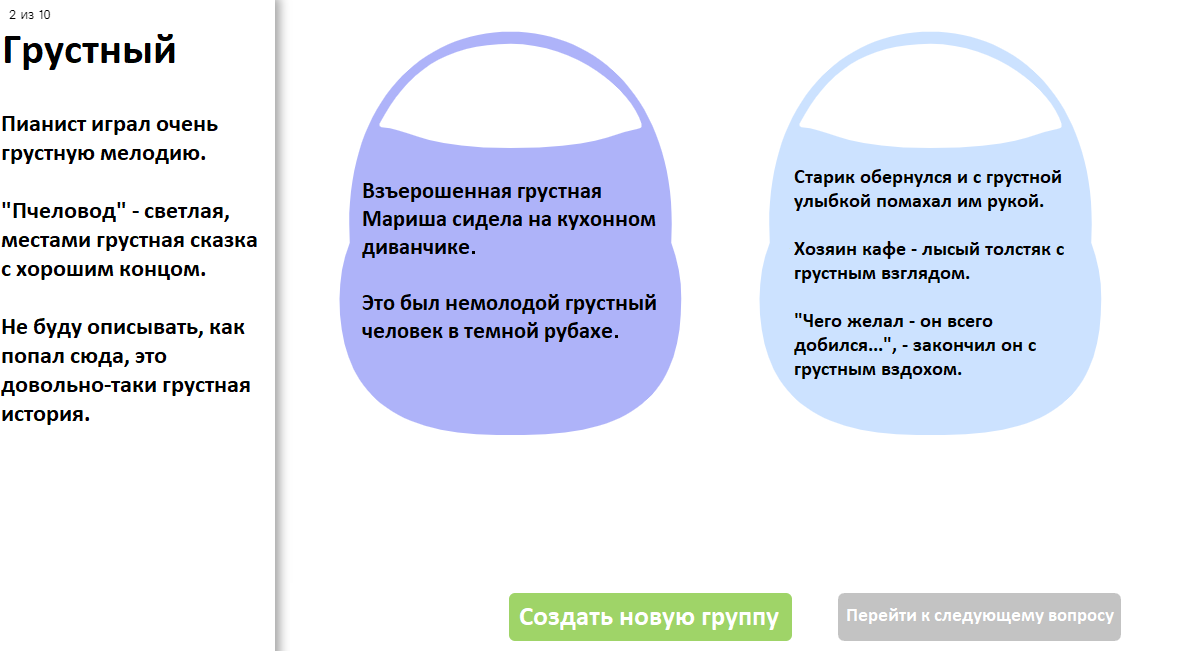 2 из 10
Грустный
Пианист играл очень
грустную мелодию.
"Пчеловод" - светлая,
местами грустная сказка
с хорошим концом.
Не буду описывать, как
попал сюда, это
довольно-таки грустная
история.
Взъерошенная грустная
Мариша сидела на кухонном
диванчике.
Это был немолодой грустный
человек в темной рубахе.
Старик обернулся и с грустной
улыбкой помахал им рукой.
Хозяин кафе - лысый толстяк с
грустным взглядом.
"Чего желал - он всего
добился...", - закончил он с
грустным вздохом.
Создать новую группу
Перейти к следующему вопросу